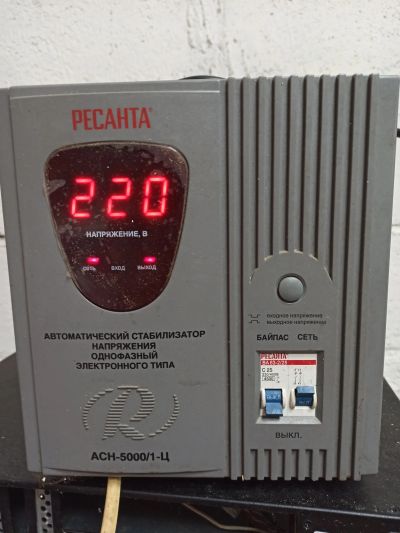 РЕСАНТА®
220
НАПРЯЖЕНИЕ, В
СЕТЬ ВХОД ВЫХОД
АВТОМАТИЧЕСКИЙ СТАБИЛИЗАТОР
НАПРЯЖЕНИЯ
ОДНОФАЗНЫЙ
ЭЛЕКТРОННОГО ТИПА
R
АСН-5000/1-Ц
входное напряжение
выходное напряжение
БАЙПАС СЕТЬ
РЕСАНТА
C 25
ВЫКЛ.